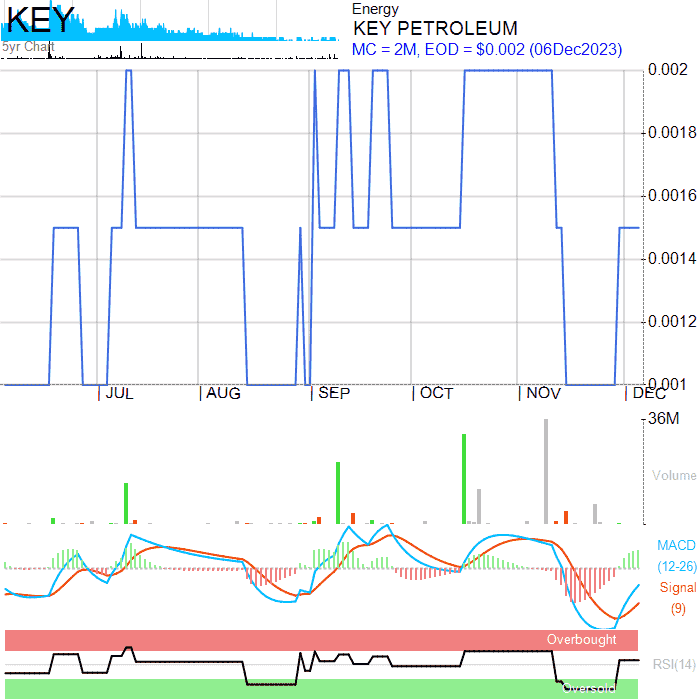 KEY
5yr Chart
Energy
KEY PETROLEUM
MC = 2M, EOD = $0.002 (06Dec2023)
0.002
0.0018
0.0016
0.0014
0.0012
0.001
JUL
AUG
SEP
OCT
NOV
DEC
36M
Volume
MACD
(12-26)
Signal
(9)
Overbought
RSI(14)
Oversold